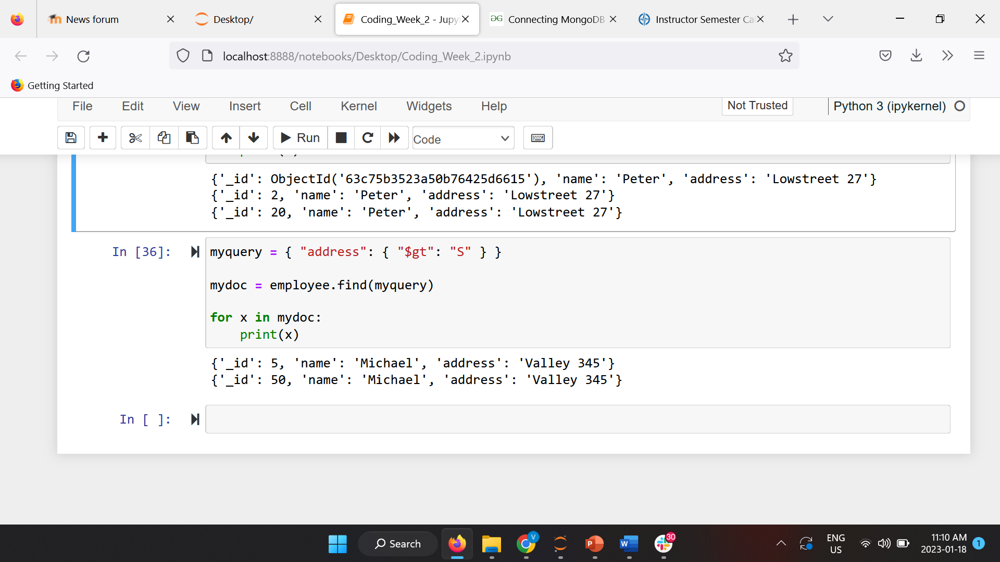 News forum
Desktop/
Coding_Week_2 - Jupy
Connecting MongoDB
Instructor Semester Cal
localhost:8888/notebooks/Desktop/Coding_Week_2.ipynb
Getting Started
File Edit View Insert Cell Kernel Widgets Help
Not Trusted
Python 3 (ipykernel)
Run
Code
{'_id': ObjectId('63c75b3523a50b76425d6615'), 'name': 'Peter', 'address': 'Lowstreet 27'}
{'_id': 2, 'name': 'Peter', 'address': 'Lowstreet 27'}
{'_id': 20, 'name': 'Peter', 'address': 'Lowstreet 27'}
In [36]:
myquery = { "address": { "$gt": "S" } }
mydoc = employee.find(myquery)
for x in mydoc:
    print(x)
{'_id': 5, 'name': 'Michael', 'address': 'Valley 345'}
{'_id': 50, 'name': 'Michael', 'address': 'Valley 345'}
In [ ]:
Search
V
P
W
30
ENG
US
11:10 AM
2023-01-18
1